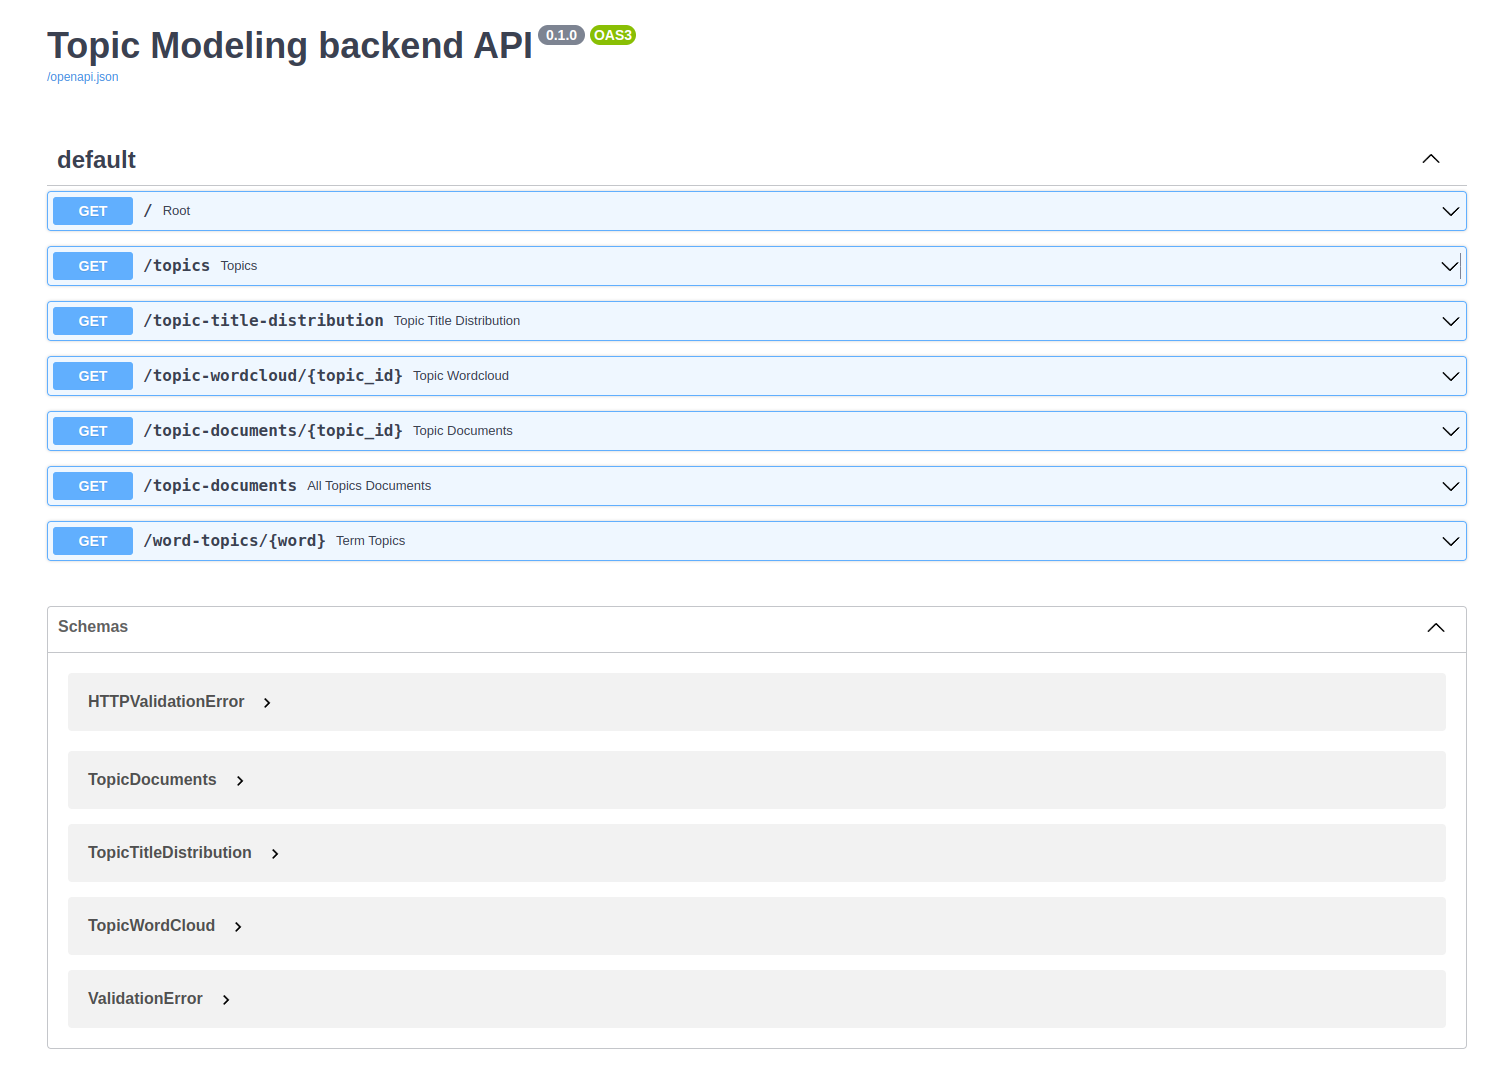 Topic Modeling backend API 0.1.0 OAS3
/openapi.json
default
GET / Root
GET /topics Topics
GET /topic-title-distribution Topic Title Distribution
GET /topic-wordcloud/{topic_id} Topic Wordcloud
GET /topic-documents/{topic_id} Topic Documents
GET /topic-documents All Topics Documents
GET /word-topics/{word} Term Topics
Schemas
HTTPValidationError
TopicDocuments
TopicTitleDistribution
TopicWordCloud
ValidationError